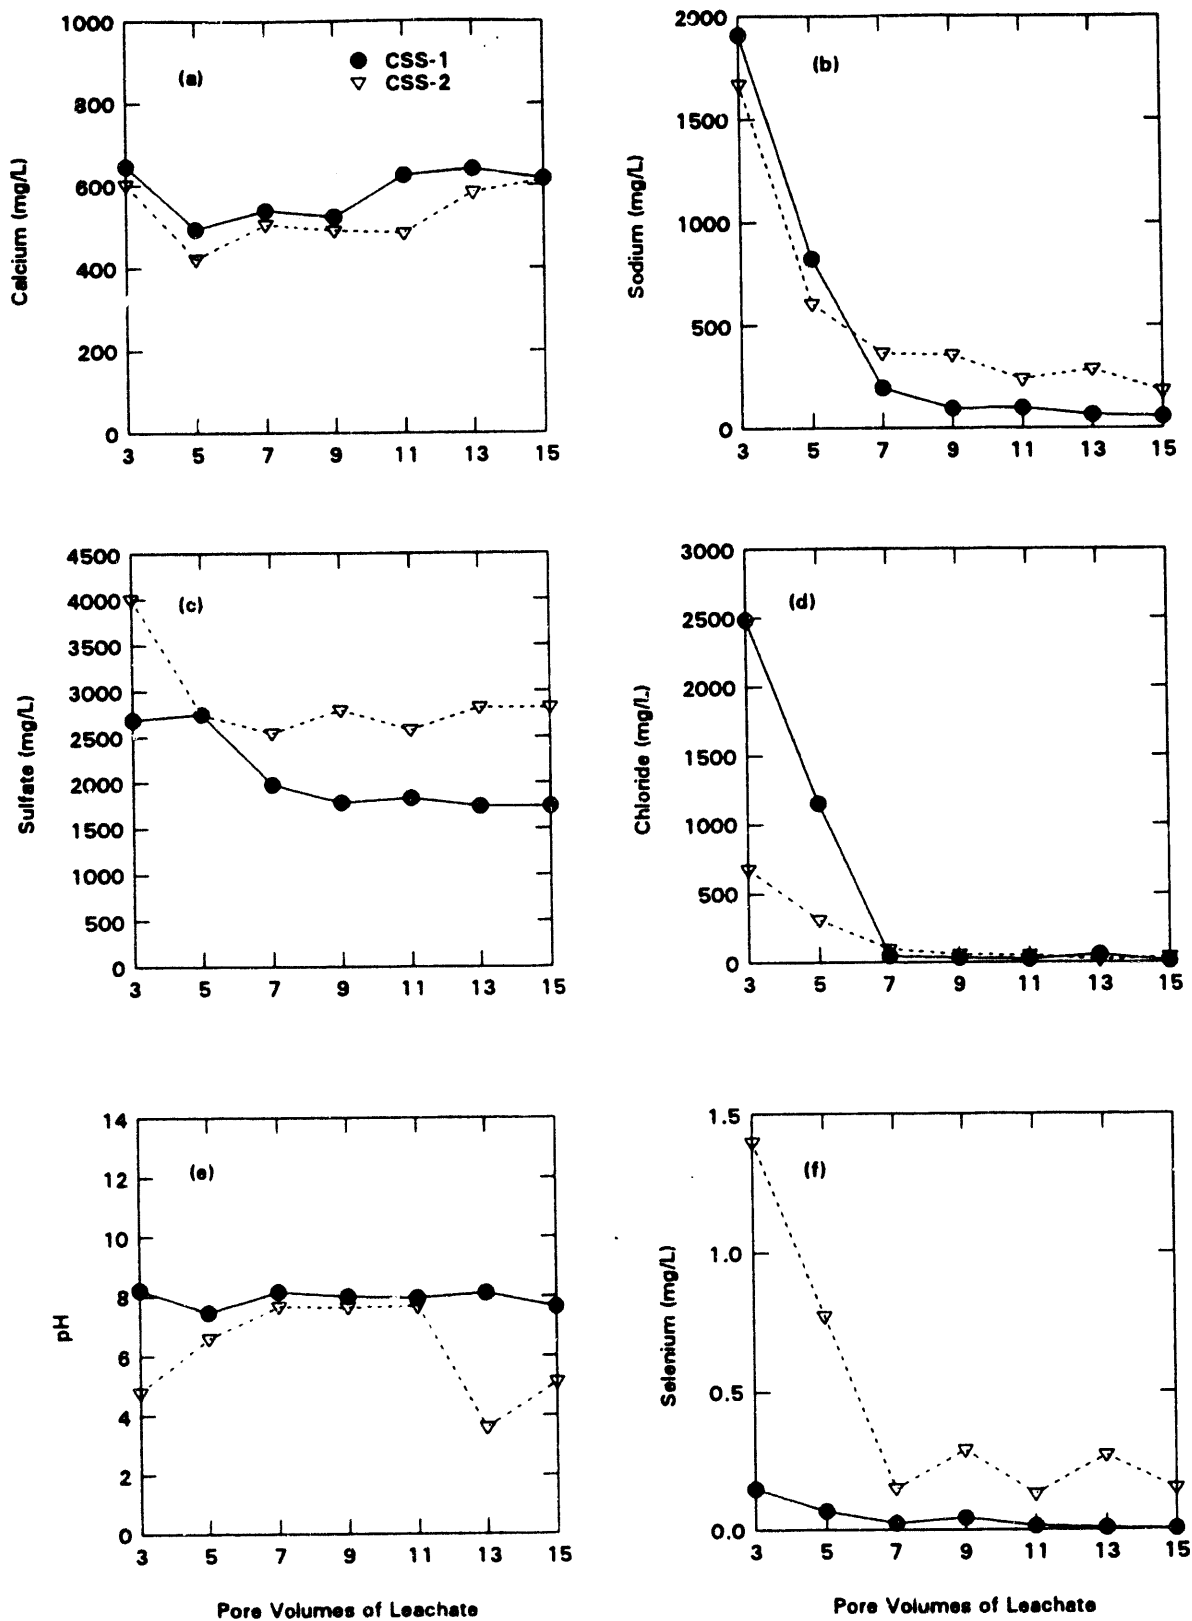 1000
800
600
400
200
0
Calcium (mg/L)
(a)
CSS-1
CSS-2
3 5 7 9 11 13 15
2000
1500
1000
500
0
Sodium (mg/L)
(b)
3 5 7 9 11 13 15
4500
4000
3500
3000
2500
2000
1500
1000
500
0
Sulfate (mg/L)
(c)
3 5 7 9 11 13 15
3000
2500
2000
1500
1000
500
0
Chloride (mg/L)
(d)
3 5 7 9 11 13 15
14
12
10
8
6
4
2
0
pH
(e)
3 5 7 9 11 13 15
Pore Volumes of Leachate
1.5
1.0
0.5
0.0
Selenium (mg/L)
(f)
3 5 7 9 11 13 15
Pore Volumes of Leachate